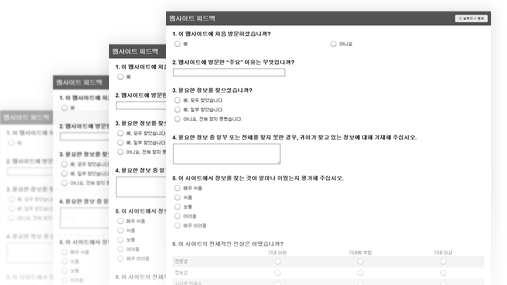 웹사이트 피드백
1. 이 웹사이트에 처음 방문하셨습니까?
예
아니요
2. 웹사이트에 방문한 "주요" 이유는 무엇입니까?
3. 필요한 정보를 찾으셨습니까?
예, 모두 찾았습니다.
예, 일부 찾았습니다.
아니요, 전혀 찾지 못했습니다.
4. 필요한 정보 중 일부 또는 전체를 찾지 못한 경우, 귀하가 찾고 있는 정보에 대해 기재해 주십시오.
5. 이 사이트에서 정보를 찾는 것이 얼마나 쉬웠는지 평가해 주십시오.
매우 쉬움
쉬움
보통
어려움
매우 어려움
6. 이 사이트의 전체적인 인상은 어땠습니까?
기대 이하
기대에 부합
기대 이상